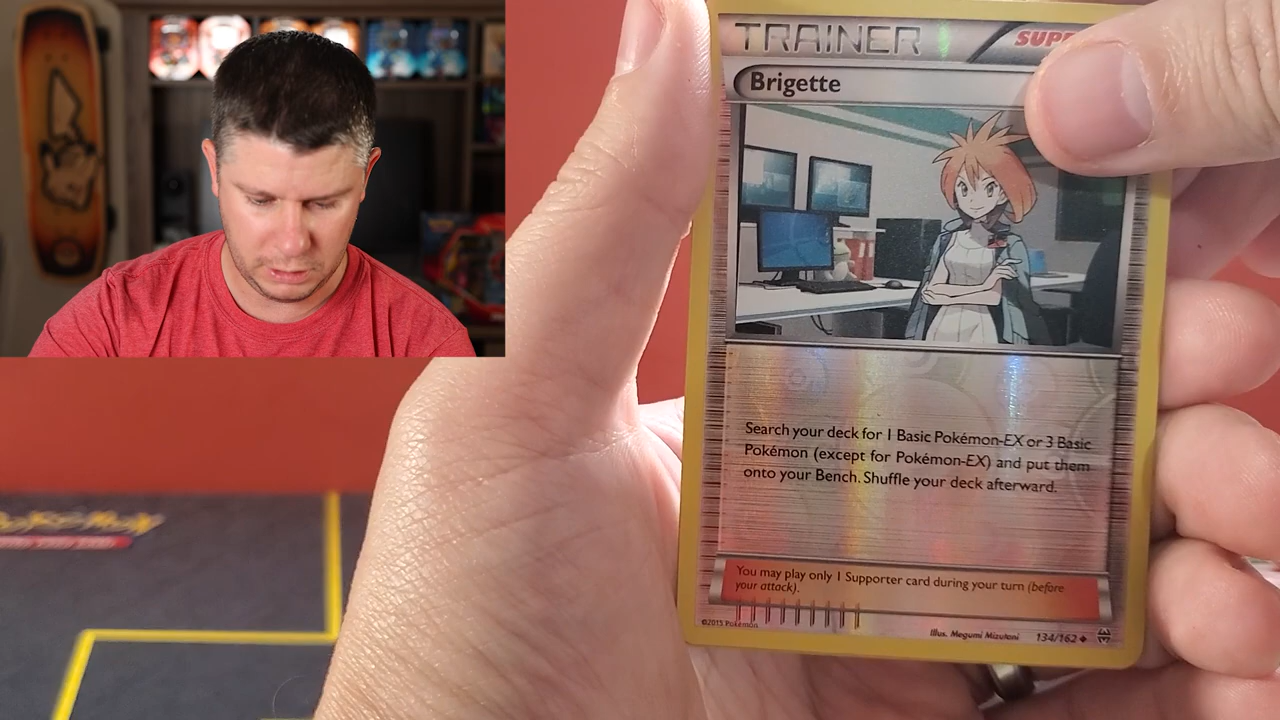 TRAINER
SUP
Brigette
Search your deck for 1 Basic Pokémon-EX or 3 Basic
Pokémon (except for Pokémon-EX) and put them
onto your Bench. Shuffle your deck afterward.
You may play only 1 Supporter card during your turn (before
your attack).
©2015 Pokémon
Illus. Megumi Mizutani
134/162
POKéMON